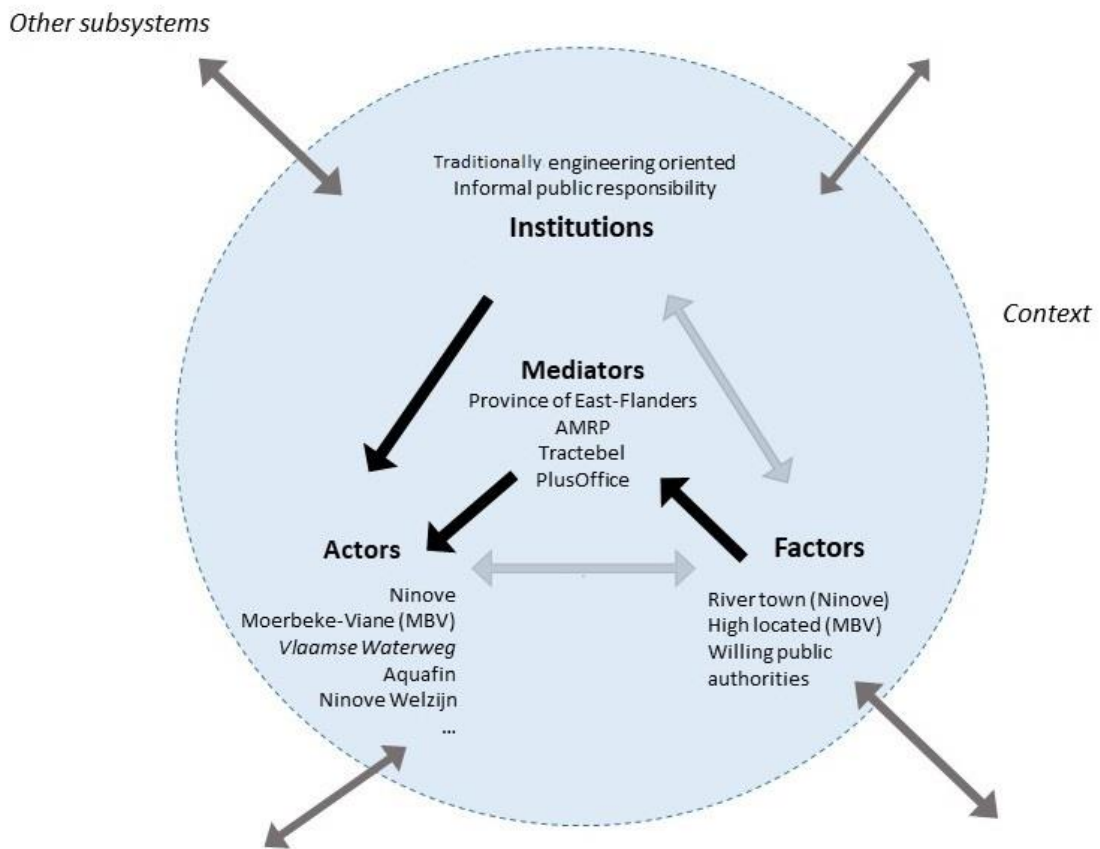 Other subsystems
Traditionally engineering oriented
Informal public responsibility
Institutions
Context
Mediators
Province of East-Flanders
AMRP
Tractebel
PlusOffice
Actors
Ninove
Moerbeke-Viane (MBV)
Vlaamse Waterweg
Aquafin
Ninove Welzijn
...
Factors
River town (Ninove)
High located (MBV)
Willing public
authorities